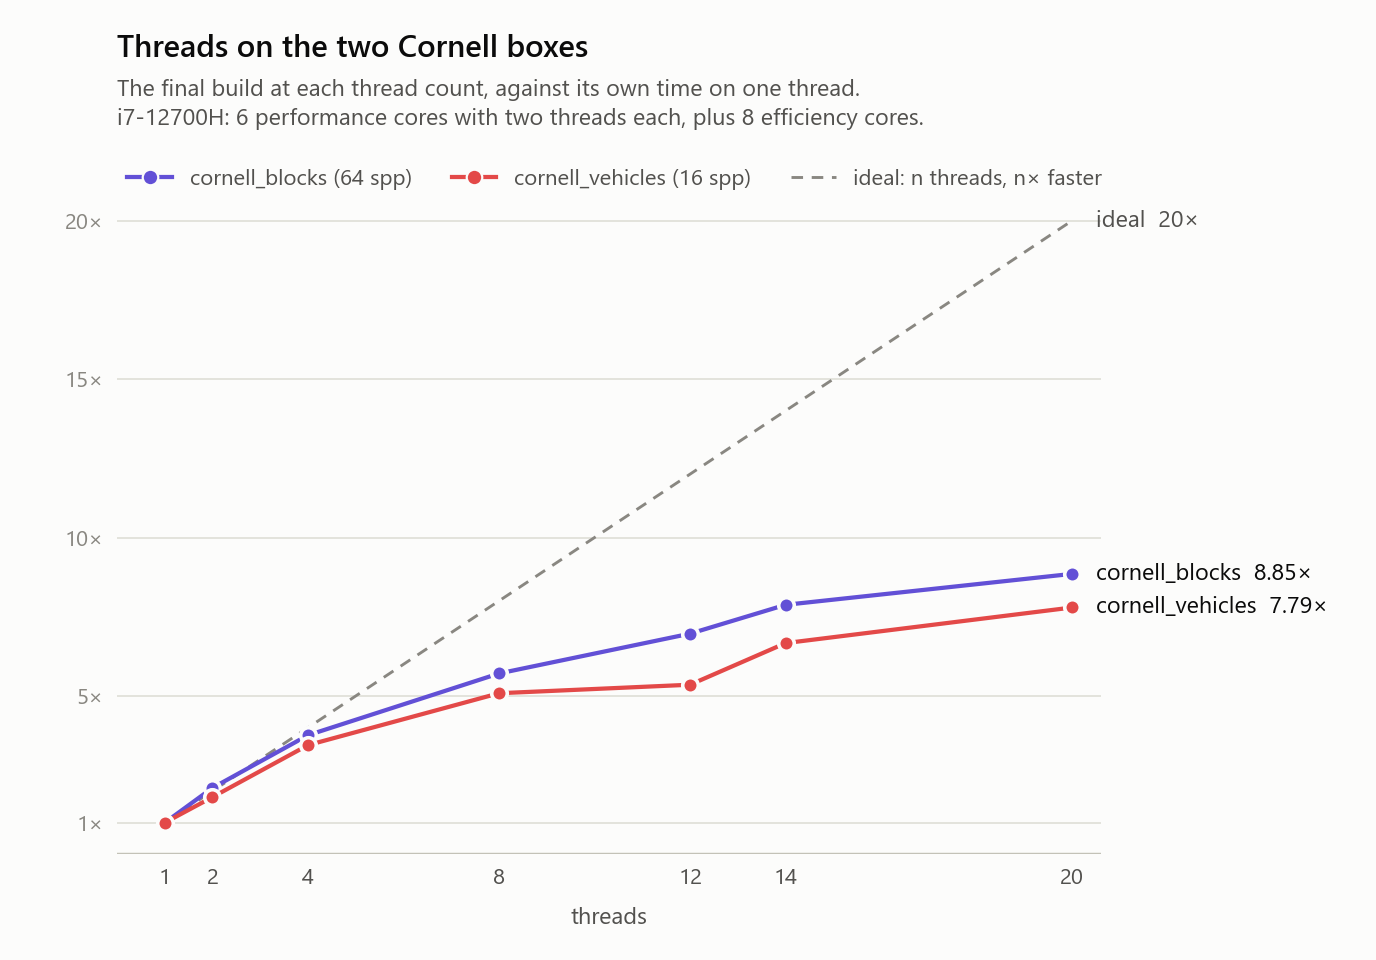 Threads on the two Cornell boxes
The final build at each thread count, against its own time on one thread.
i7-12700H: 6 performance cores with two threads each, plus 8 efficiency cores.
cornell_blocks (64 spp) cornell_vehicles (16 spp) ideal: n threads, n× faster
20×
ideal 20×
15×
10×
cornell_blocks 8.85×
cornell_vehicles 7.79×
5×
1×
1 2 4 8 12 14 20
threads